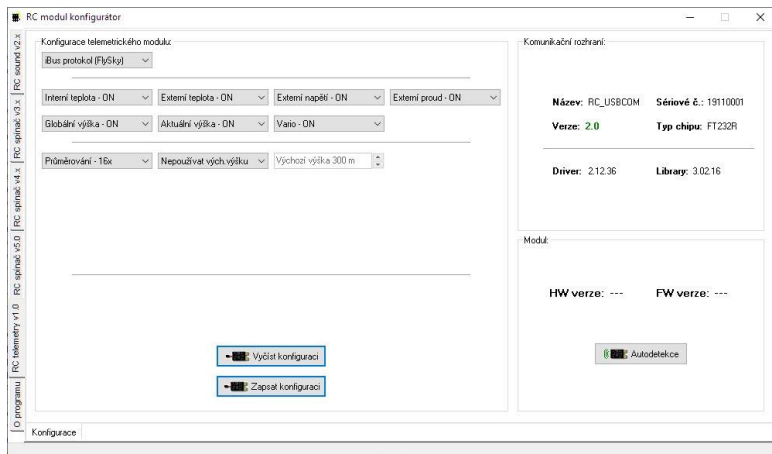 RC modul konfigurátor
RC sound v2.x
RC spínač v3.x
RC spínač v4.x
RC spínač v5.0
RC telemetry v1.0
O programu
Konfigurace telemetrického modulu:
iBus protokol (FlySky)
Interní teplota - ON
Externí teplota - ON
Externí napětí - ON
Externí proud - ON
Globální výška - ON
Aktuální výška - ON
Vario - ON
Průměrování - 16x
Nepoužívat vých.výšku
Výchozí výška 300 m
Vyčíst konfiguraci
Zapsat konfiguraci
Komunikační rozhraní:
Název: RC_USBCOM Sériové č.: 19110001
Verze: 2.0 Typ chipu: FT232R
Driver: 2.12.36 Library: 3.02.16
Modul:
HW verze: --- FW verze: ---
Autodetekce
Konfigurace